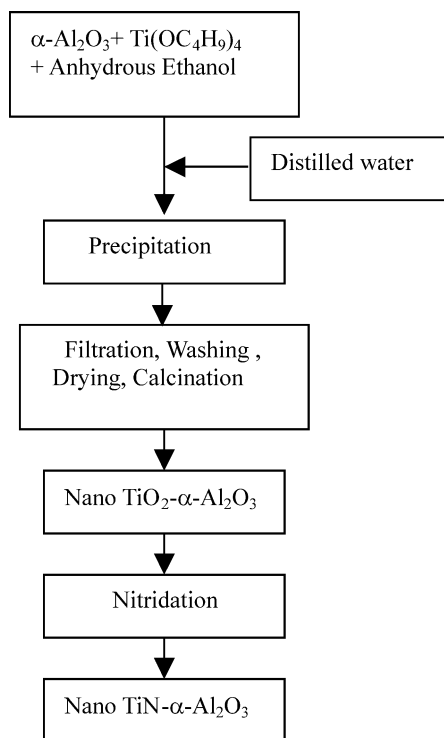 α-Al₂O₃+ Ti(OC₄H₉)₄
+ Anhydrous Ethanol
Distilled water
Precipitation
Filtration, Washing ,
Drying, Calcination
Nano TiO₂-α-Al₂O₃
Nitridation
Nano TiN-α-Al₂O₃